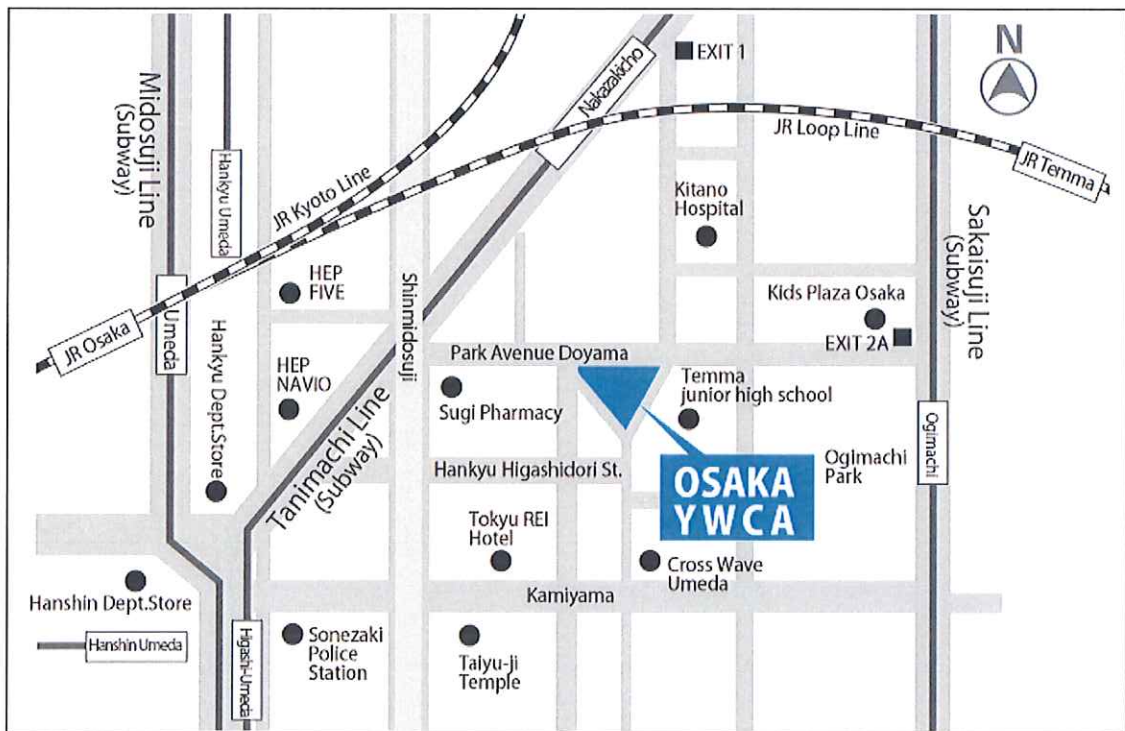 N
EXIT 1
Nakazakicho
Midosuji Line
(Subway)
Hankyu Umeda
JR Kyoto Line
JR Loop Line
JR Temma
Kitano
Hospital
Sakaisuji Line
(Subway)
HEP
FIVE
Shinmidosuji
Kids Plaza Osaka
EXIT 2A
JR Osaka
Umeda
Hankyu Dept.Store
HEP
NAVIO
Park Avenue Doyama
Sugi Pharmacy
Temma
junior high school
Tanimachi Line
(Subway)
Hankyu Higashidori St.
OSAKA
YWCA
Ogimachi
Park
Ogimachi
Tokyu REI
Hotel
Cross Wave
Umeda
Hanshin Dept.Store
Kamiyama
Hanshin Umeda
Higashi-Umeda
Sonezaki
Police
Station
Taiyu-ji
Temple